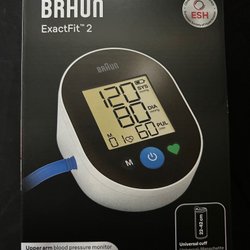 BRAUN
ExactFit™ 2
ESH
BRAUN
120 SYS
80 DIA
60 PUL
M
M
22-42 cm
Universal cuff
Upper arm blood pressure monitor